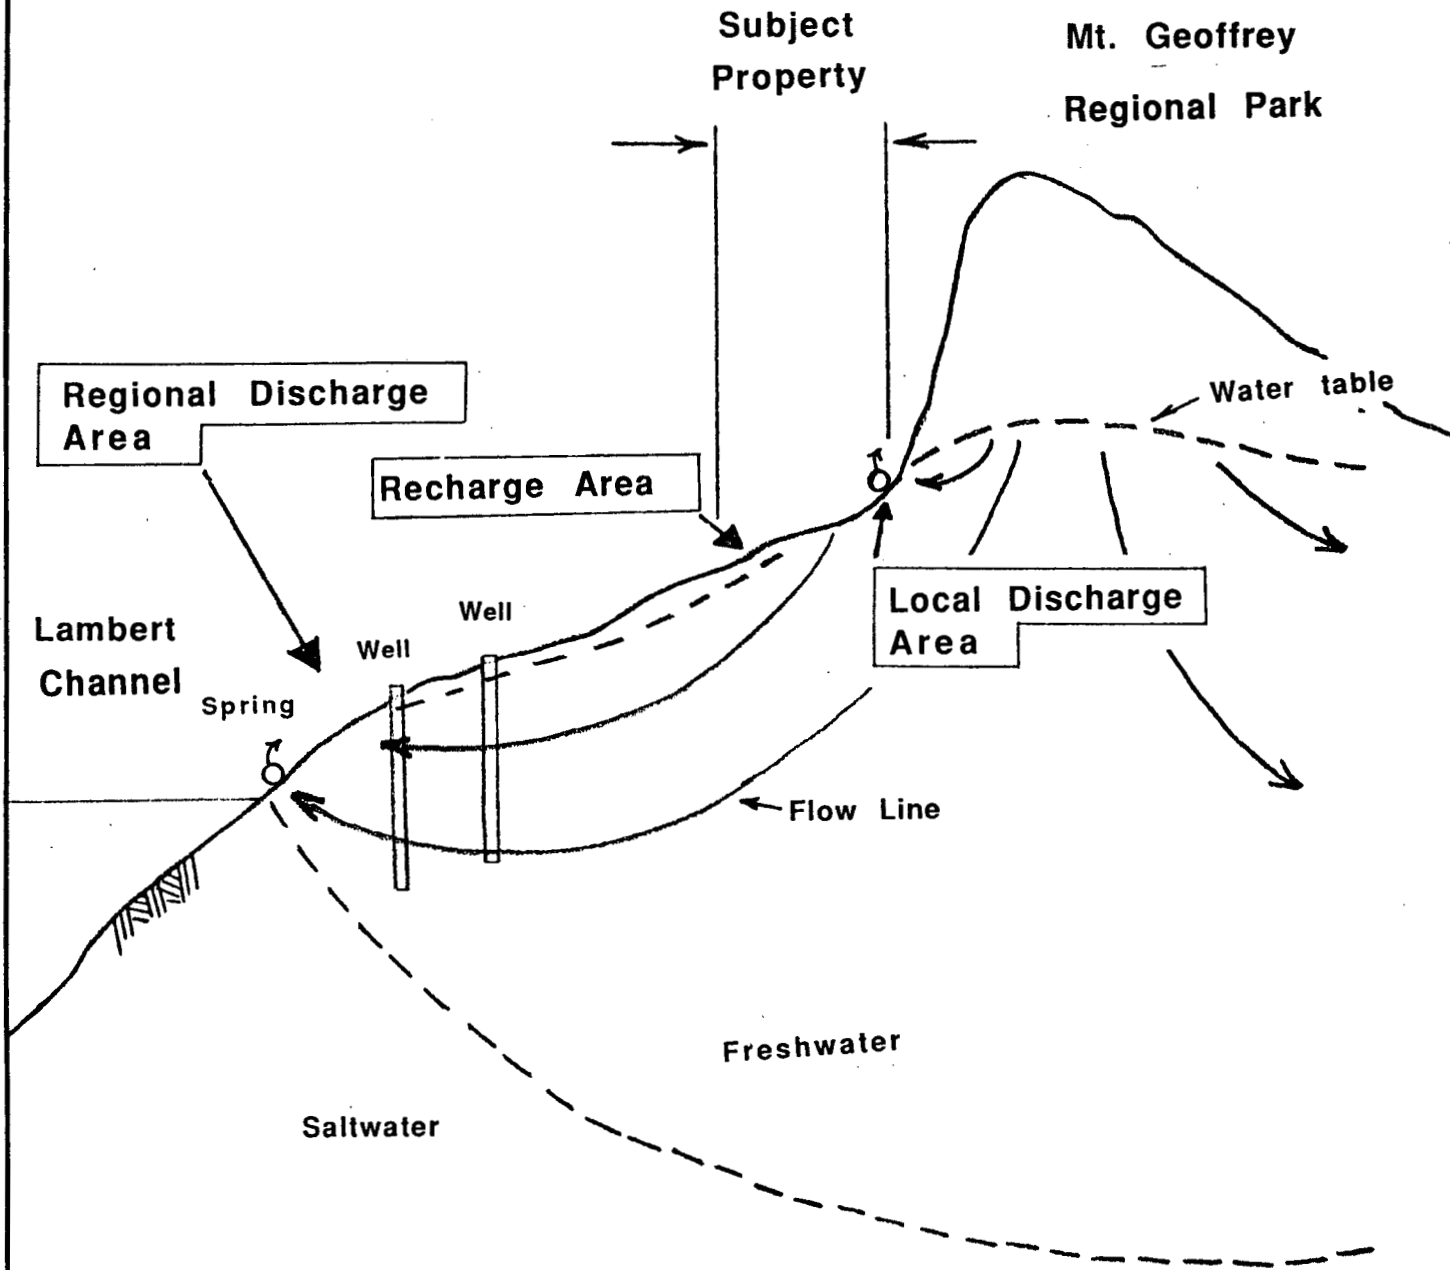 Subject
Property
Mt. Geoffrey
Regional Park
Water table
Regional Discharge
Area
Recharge Area
Local Discharge
Area
Well
Well
Lambert
Channel
Spring
Flow Line
Freshwater
Saltwater